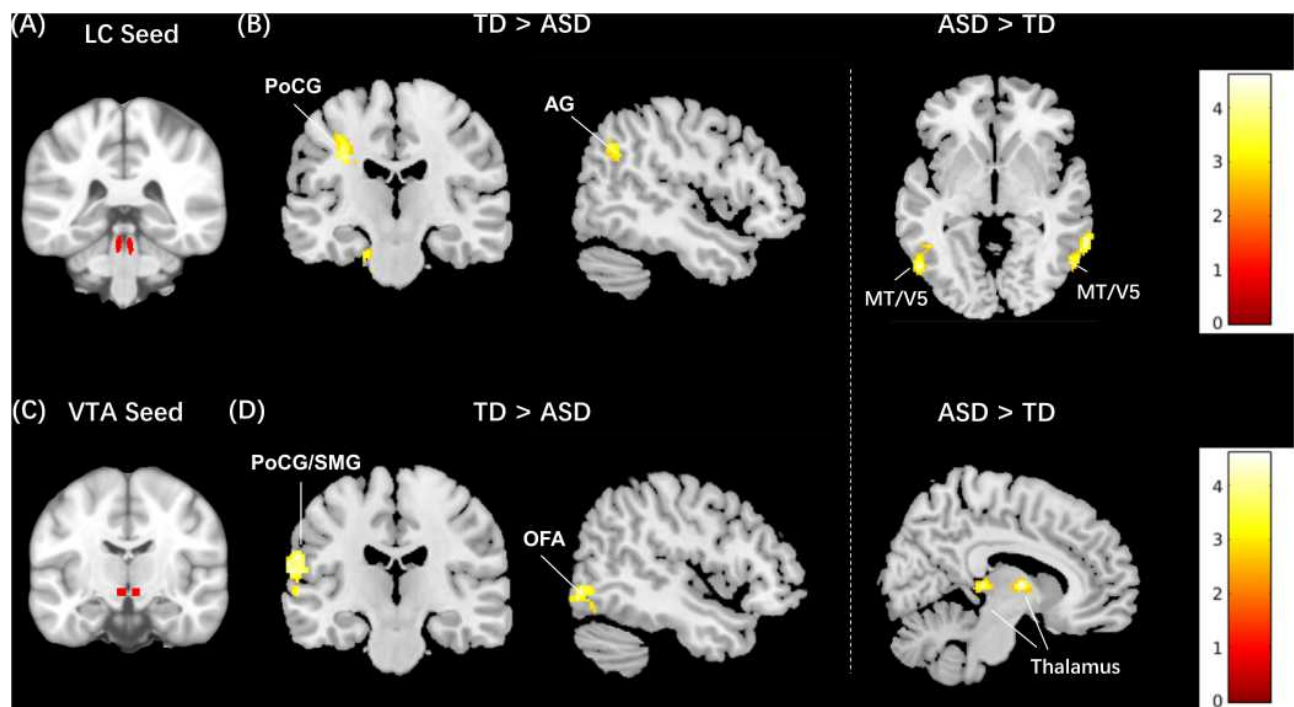 (A) LC Seed (B) TD > ASD ASD > TD
PoCG
AG
MT/V5
MT/V5
4
3
2
1
0
(C) VTA Seed (D) TD > ASD ASD > TD
PoCG/SMG
OFA
Thalamus
4
3
2
1
0